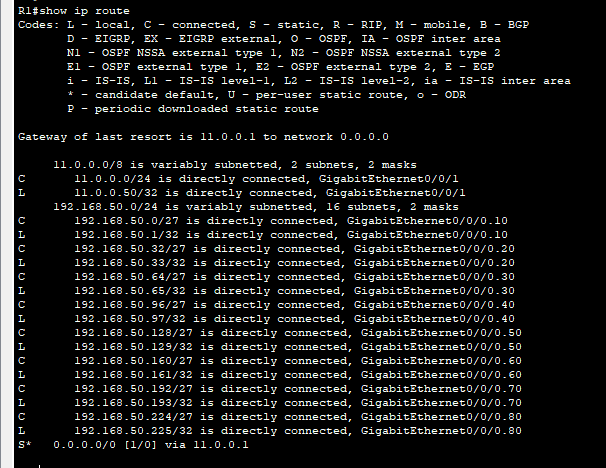 R1#show ip route
Codes: L - local, C - connected, S - static, R - RIP, M - mobile, B - BGP
       D - EIGRP, EX - EIGRP external, O - OSPF, IA - OSPF inter area
       N1 - OSPF NSSA external type 1, N2 - OSPF NSSA external type 2
       E1 - OSPF external type 1, E2 - OSPF external type 2, E - EGP
       i - IS-IS, L1 - IS-IS level-1, L2 - IS-IS level-2, ia - IS-IS inter area
       * - candidate default, U - per-user static route, o - ODR
       P - periodic downloaded static route
Gateway of last resort is 11.0.0.1 to network 0.0.0.0
     11.0.0.0/8 is variably subnetted, 2 subnets, 2 masks
C       11.0.0.0/24 is directly connected, GigabitEthernet0/0/1
L       11.0.0.50/32 is directly connected, GigabitEthernet0/0/1
     192.168.50.0/24 is variably subnetted, 16 subnets, 2 masks
C       192.168.50.0/27 is directly connected, GigabitEthernet0/0/0.10
L       192.168.50.1/32 is directly connected, GigabitEthernet0/0/0.10
C       192.168.50.32/27 is directly connected, GigabitEthernet0/0/0.20
L       192.168.50.33/32 is directly connected, GigabitEthernet0/0/0.20
C       192.168.50.64/27 is directly connected, GigabitEthernet0/0/0.30
L       192.168.50.65/32 is directly connected, GigabitEthernet0/0/0.30
C       192.168.50.96/27 is directly connected, GigabitEthernet0/0/0.40
L       192.168.50.97/32 is directly connected, GigabitEthernet0/0/0.40
C       192.168.50.128/27 is directly connected, GigabitEthernet0/0/0.50
L       192.168.50.129/32 is directly connected, GigabitEthernet0/0/0.50
C       192.168.50.160/27 is directly connected, GigabitEthernet0/0/0.60
L       192.168.50.161/32 is directly connected, GigabitEthernet0/0/0.60
C       192.168.50.192/27 is directly connected, GigabitEthernet0/0/0.70
L       192.168.50.193/32 is directly connected, GigabitEthernet0/0/0.70
C       192.168.50.224/27 is directly connected, GigabitEthernet0/0/0.80
L       192.168.50.225/32 is directly connected, GigabitEthernet0/0/0.80
S*   0.0.0.0/0 [1/0] via 11.0.0.1